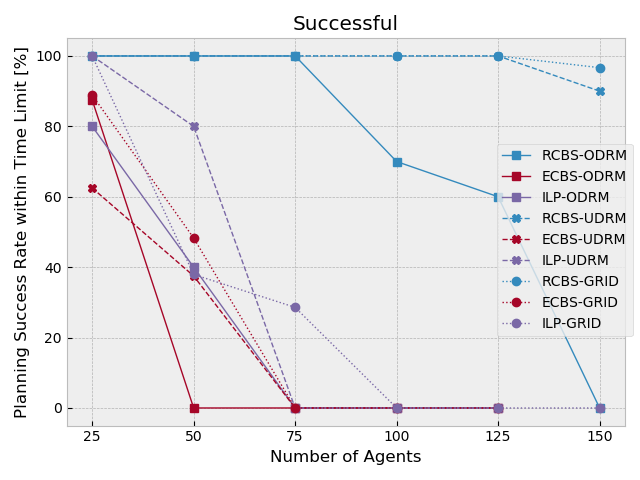 Successful
Planning Success Rate within Time Limit [%]
100
80
60
40
20
0
25 50 75 100 125 150
Number of Agents
RCBS-ODRM
ECBS-ODRM
ILP-ODRM
RCBS-UDRM
ECBS-UDRM
ILP-UDRM
RCBS-GRID
ECBS-GRID
ILP-GRID